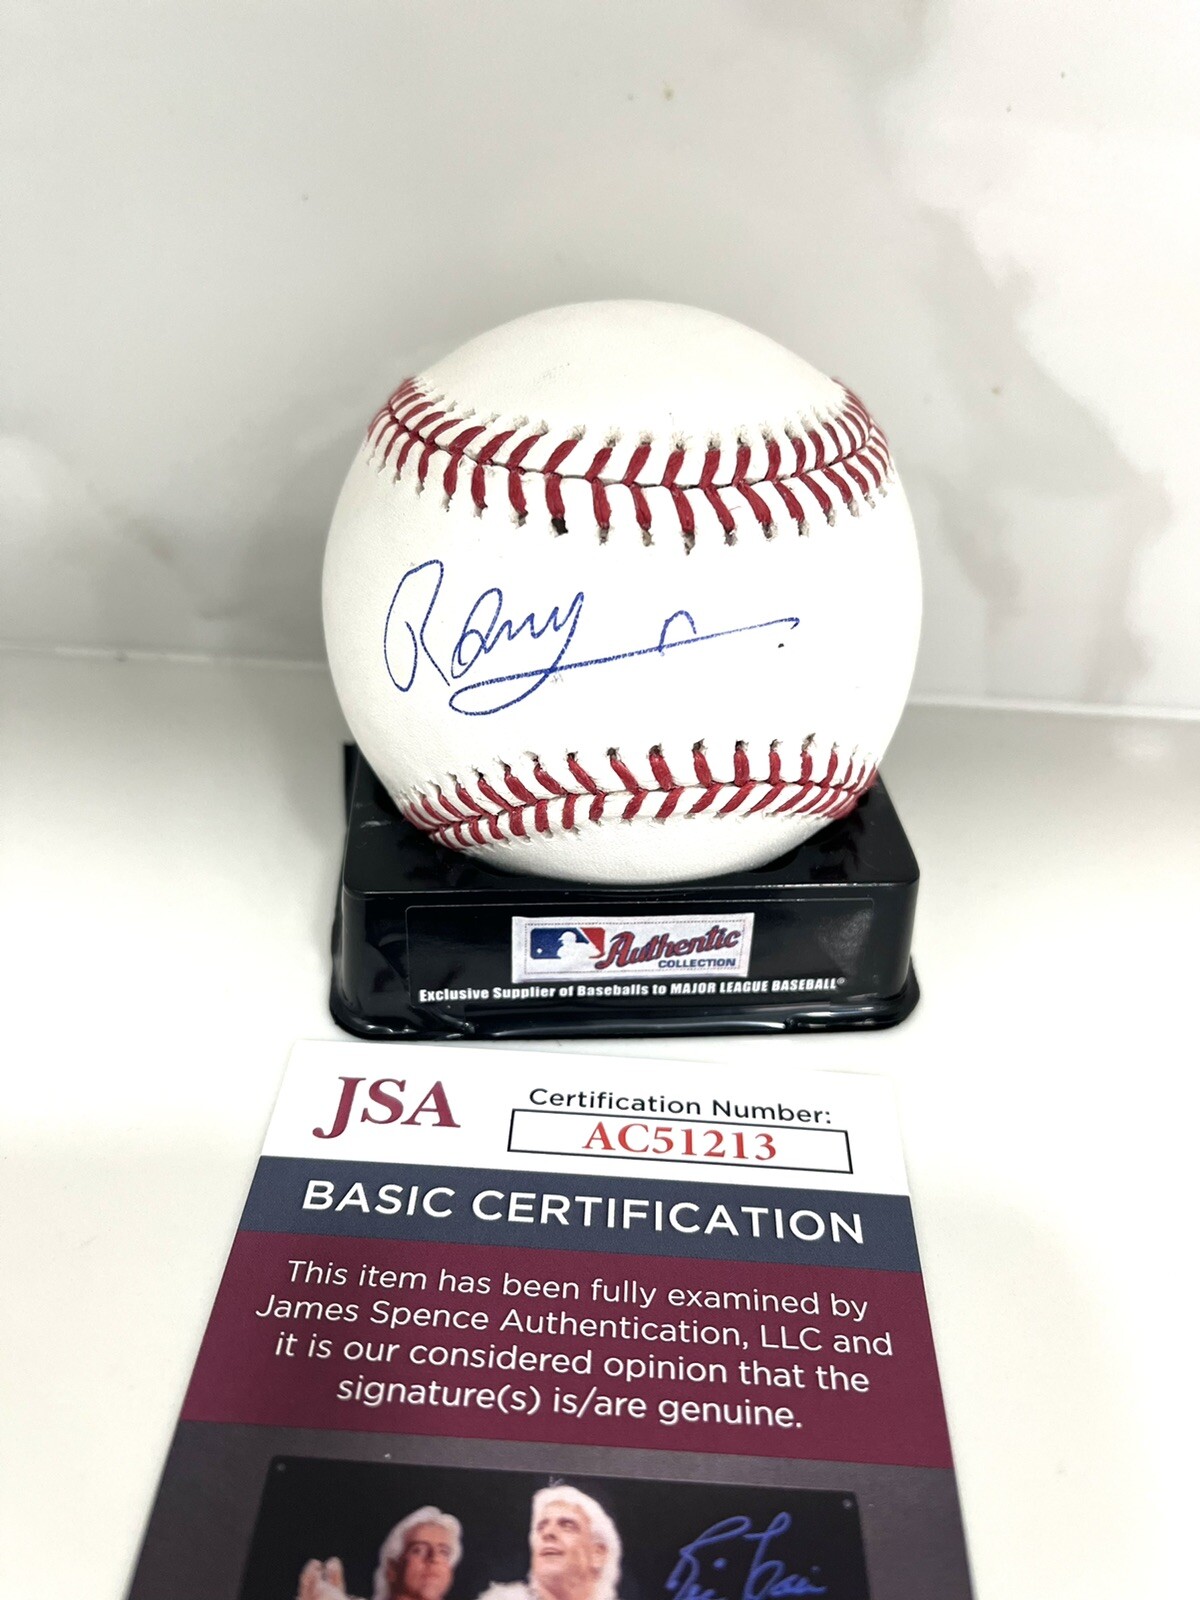 Authentic
COLLECTION
Exclusive Supplier of Baseballs to MAJOR LEAGUE BASEBALL®
JSA
Certification Number:
AC51213
BASIC CERTIFICATION
This item has been fully examined by
James Spence Authentication, LLC and
it is our considered opinion that the
signature(s) is/are genuine.